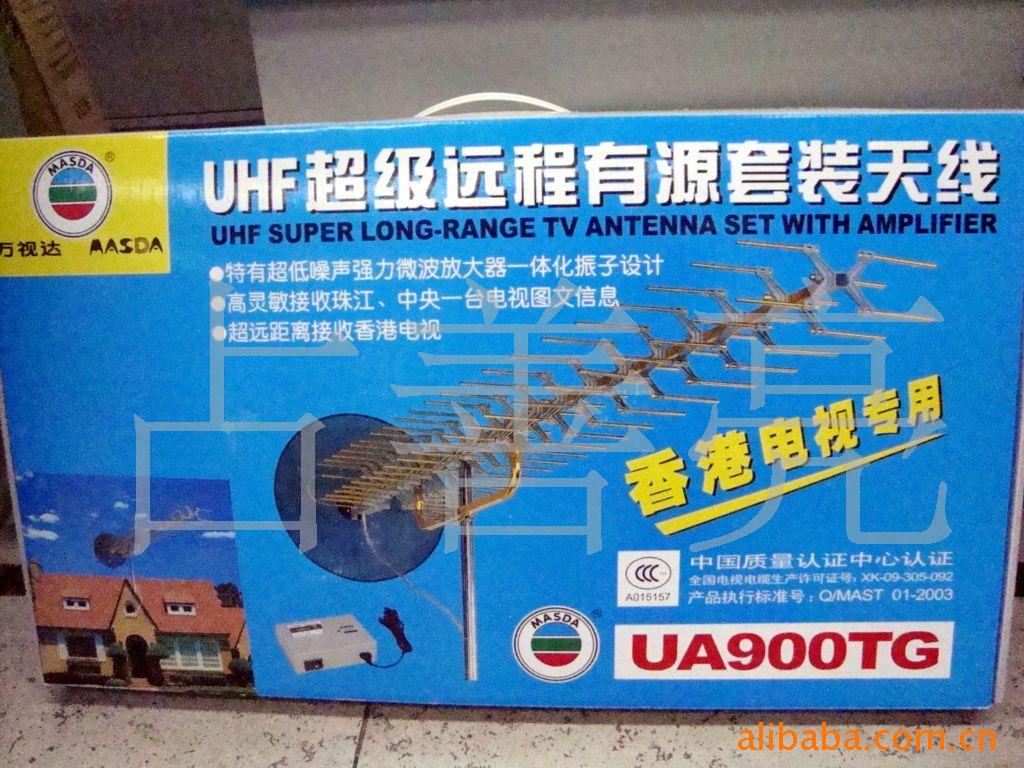 MASDA
®
万视达 MASDA
UHF超级远程有源套装天线
UHF SUPER LONG-RANGE TV ANTENNA SET WITH AMPLIFIER
●特有超低噪声强力微波放大器一体化振子设计
●高灵敏接收珠江、中央一台电视图文信息
●超远距离接收香港电视
占善亮
香港电视专用
CCC
A015157
中国质量认证中心认证
全国电视电缆生产许可证号：XK-09-305-092
产品执行标准号：Q/MAST 01-2003
MASDA
®
UA900TG
alibaba.com.cn